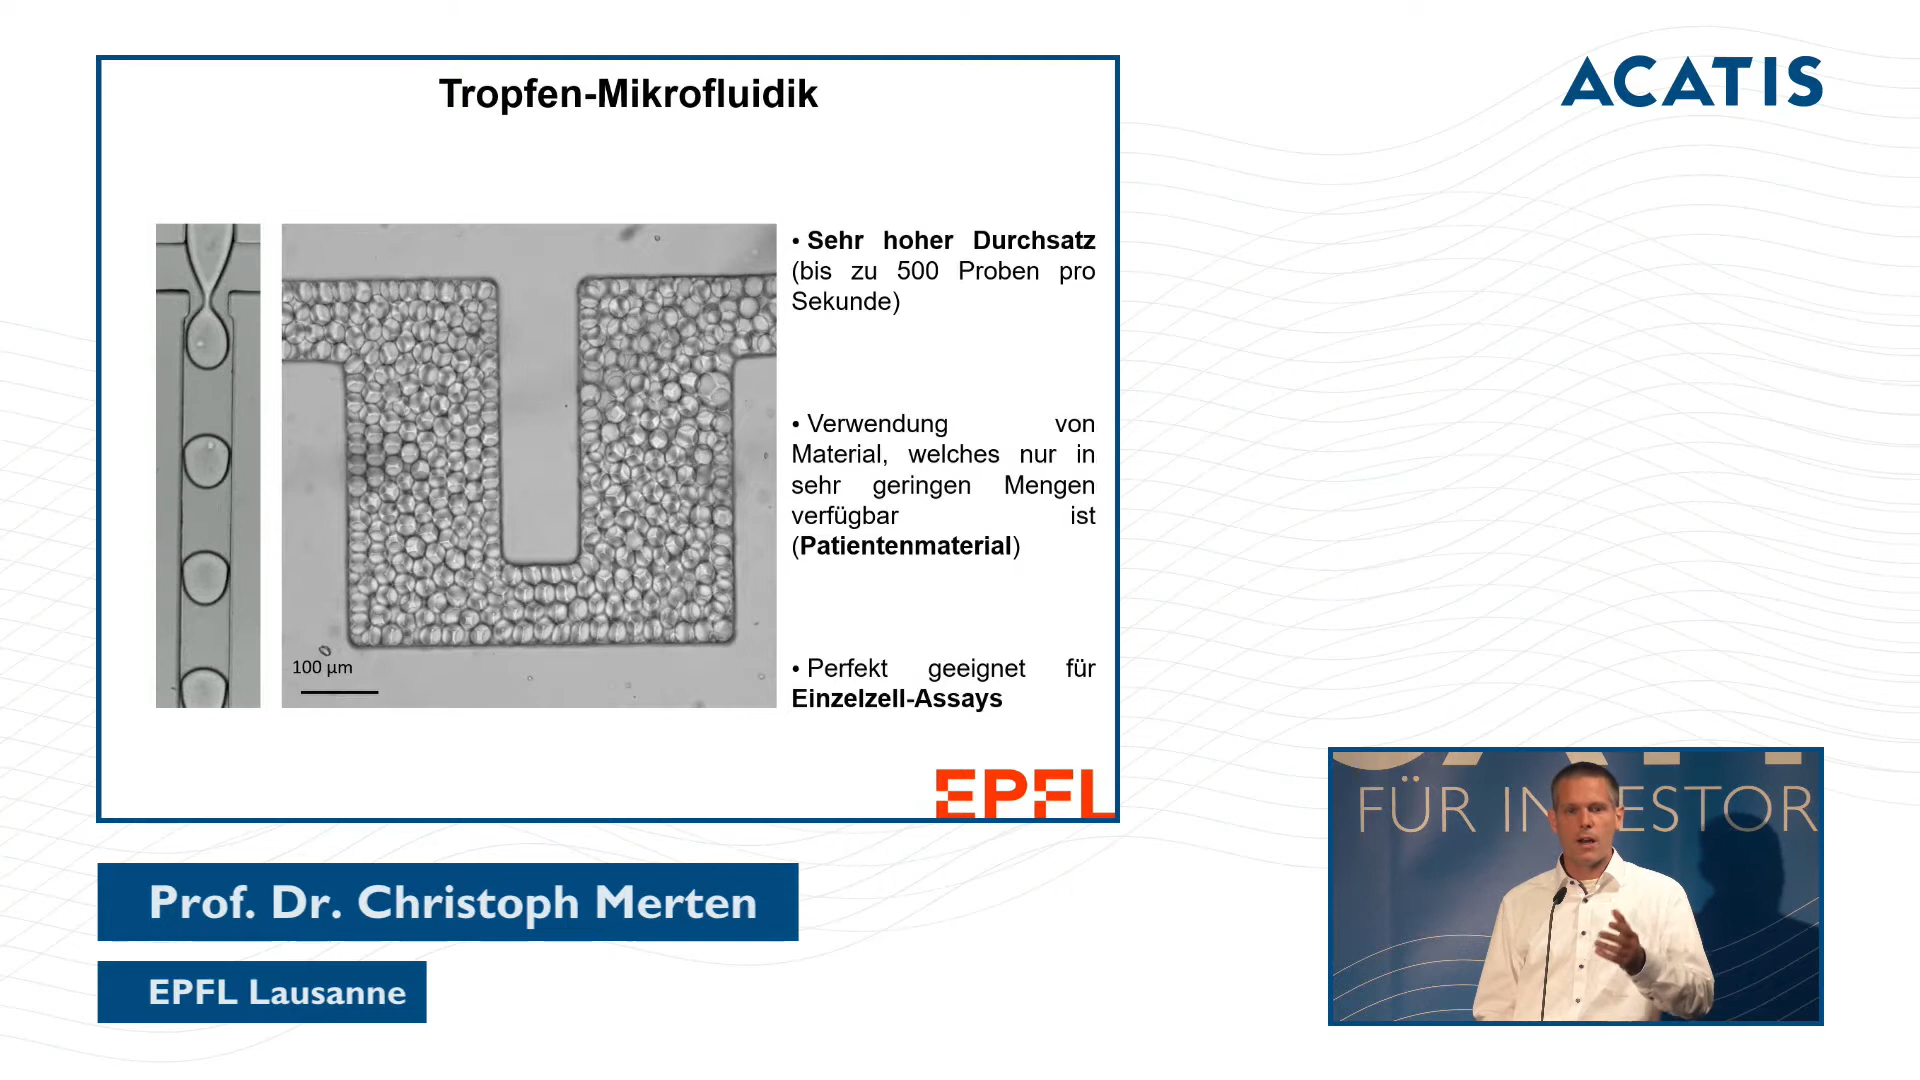 ACATIS
Tropfen-Mikrofluidik
• Sehr hoher Durchsatz
(bis zu 500 Proben pro
Sekunde)
• Verwendung von
Material, welches nur in
sehr geringen Mengen
verfügbar ist
(Patientenmaterial)
• Perfekt geeignet für
Einzelzell-Assays
100 µm
EPFL
FÜR IN ESTOR
Prof. Dr. Christoph Merten
EPFL Lausanne